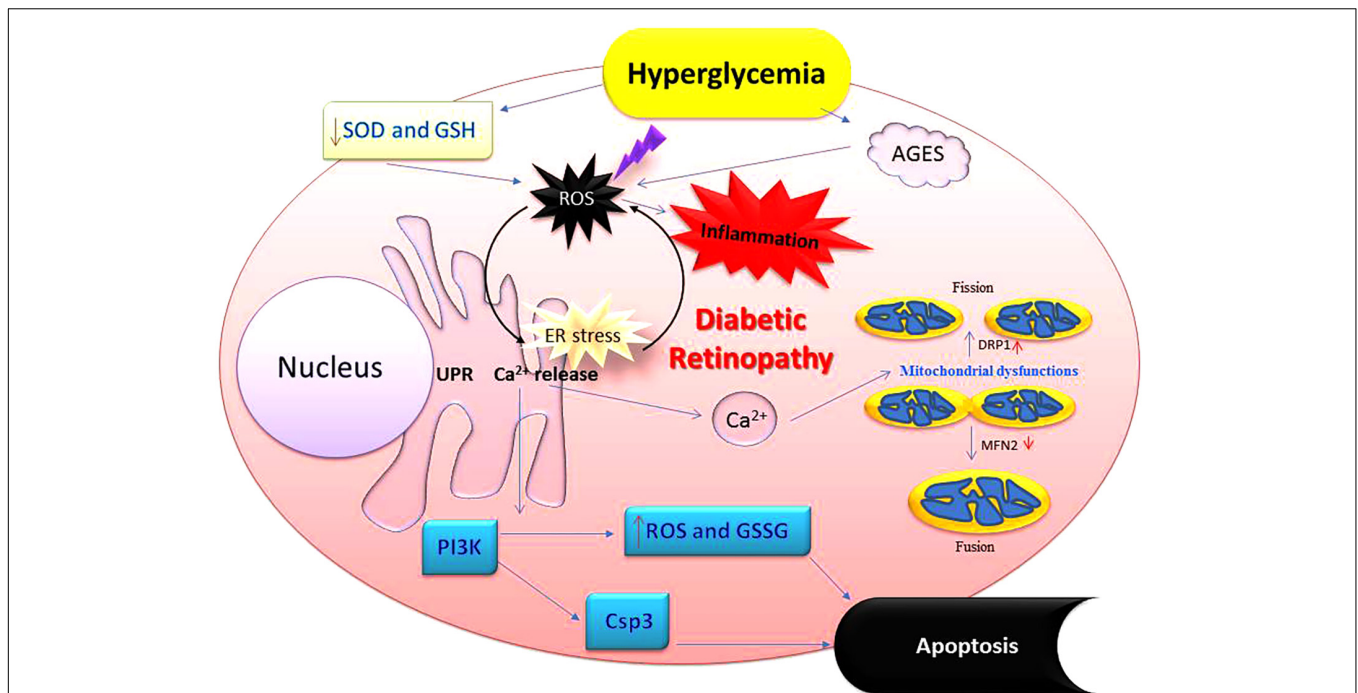 Hyperglycemia
SOD and GSH
AGES
ROS
Inflammation
ER stress
Diabetic
Retinopathy
Nucleus
UPR
Ca²⁺ release
Ca²⁺
Fission
DRP1
Mitochondrial dysfunctions
MFN2
Fusion
PI3K
ROS and GSSG
Csp3
Apoptosis